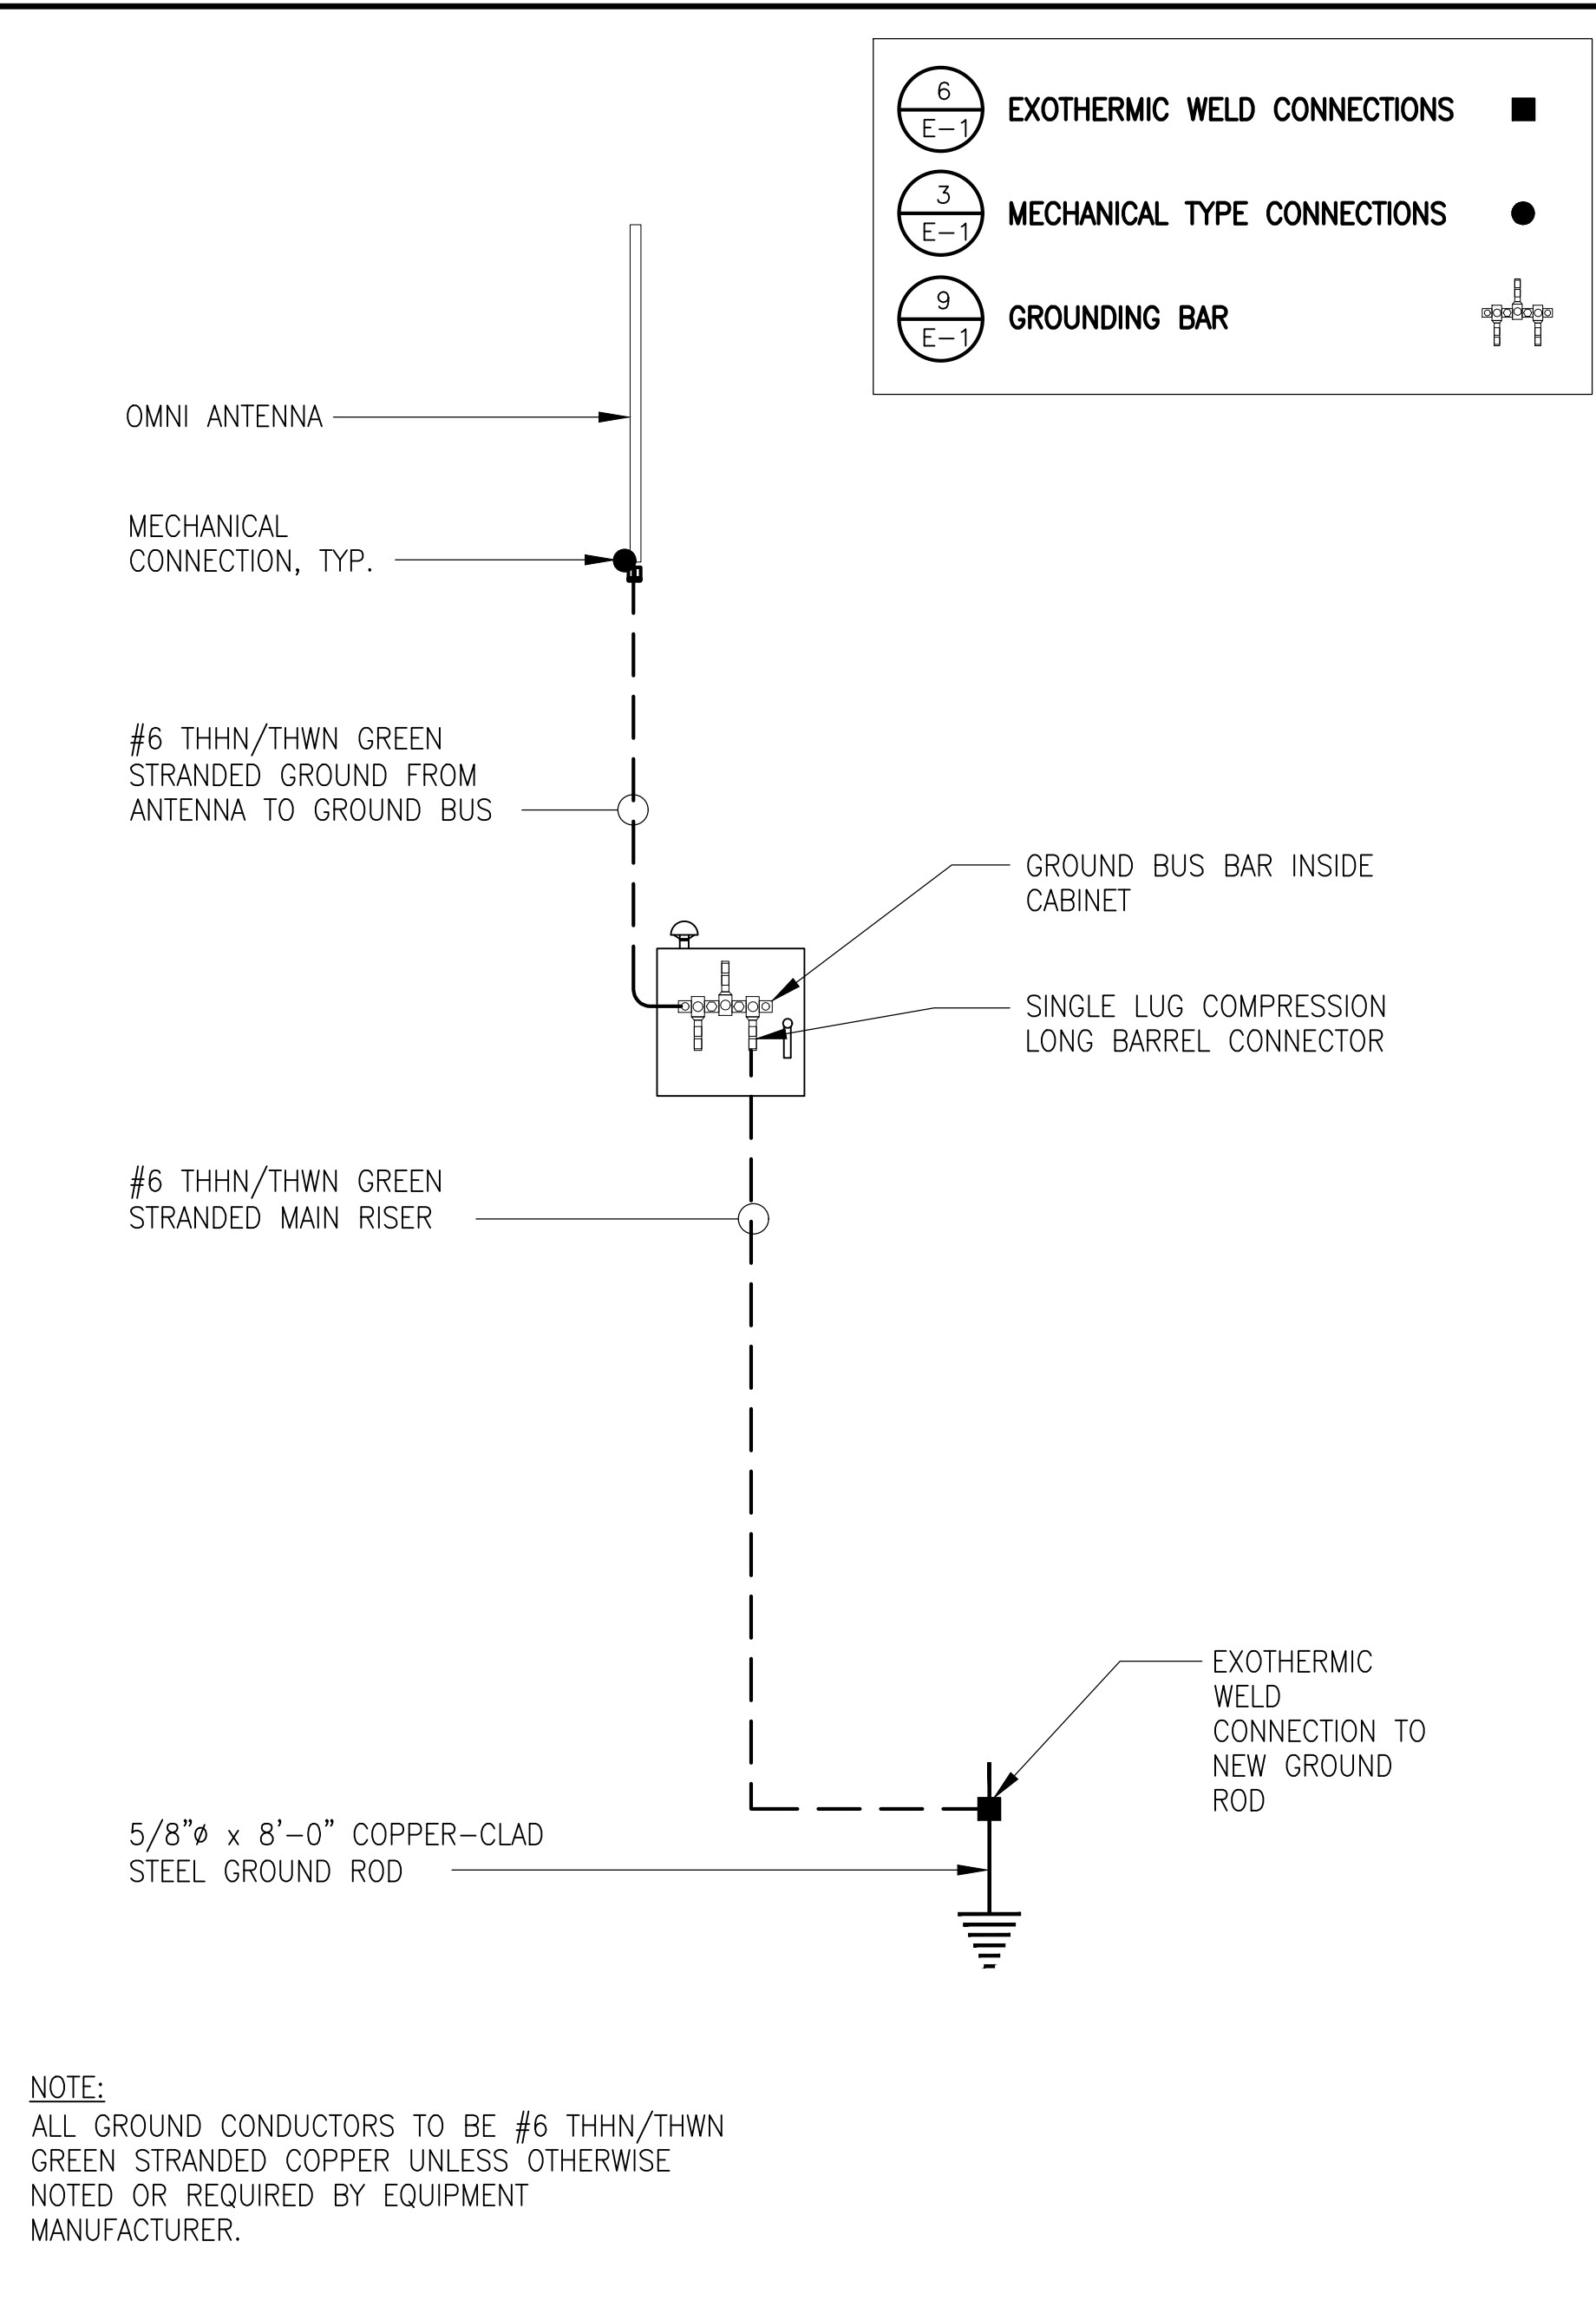 6
E-1
EXOTHERMIC WELD CONNECTIONS
3
E-1
MECHANICAL TYPE CONNECTIONS
9
E-1
GROUNDING BAR
OMNI ANTENNA
MECHANICAL
CONNECTION, TYP.
#6 THHN/THWN GREEN
STRANDED GROUND FROM
ANTENNA TO GROUND BUS
GROUND BUS BAR INSIDE
CABINET
SINGLE LUG COMPRESSION
LONG BARREL CONNECTOR
#6 THHN/THWN GREEN
STRANDED MAIN RISER
EXOTHERMIC
WELD
CONNECTION TO
NEW GROUND
ROD
5/8"ø x 8'-0" COPPER-CLAD
STEEL GROUND ROD
NOTE:
ALL GROUND CONDUCTORS TO BE #6 THHN/THWN
GREEN STRANDED COPPER UNLESS OTHERWISE
NOTED OR REQUIRED BY EQUIPMENT
MANUFACTURER.